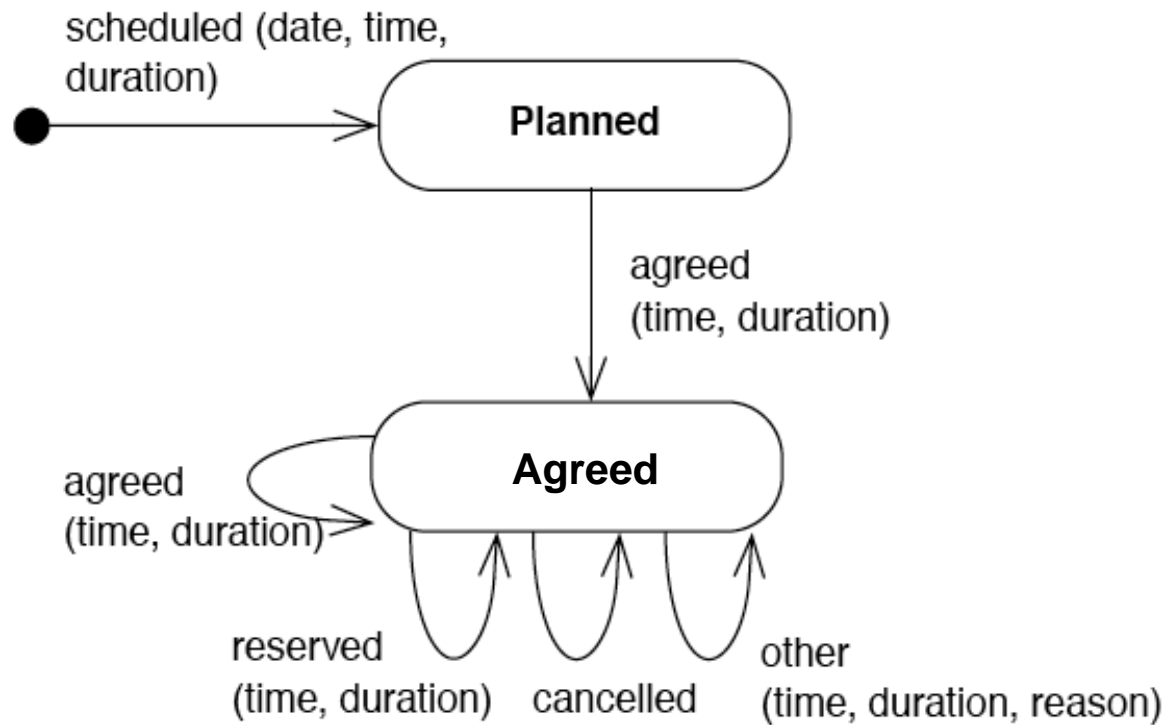 scheduled (date, time,
duration)
Planned
agreed
(time, duration)
Agreed
agreed
(time, duration)
reserved
(time, duration)
cancelled
other
(time, duration, reason)